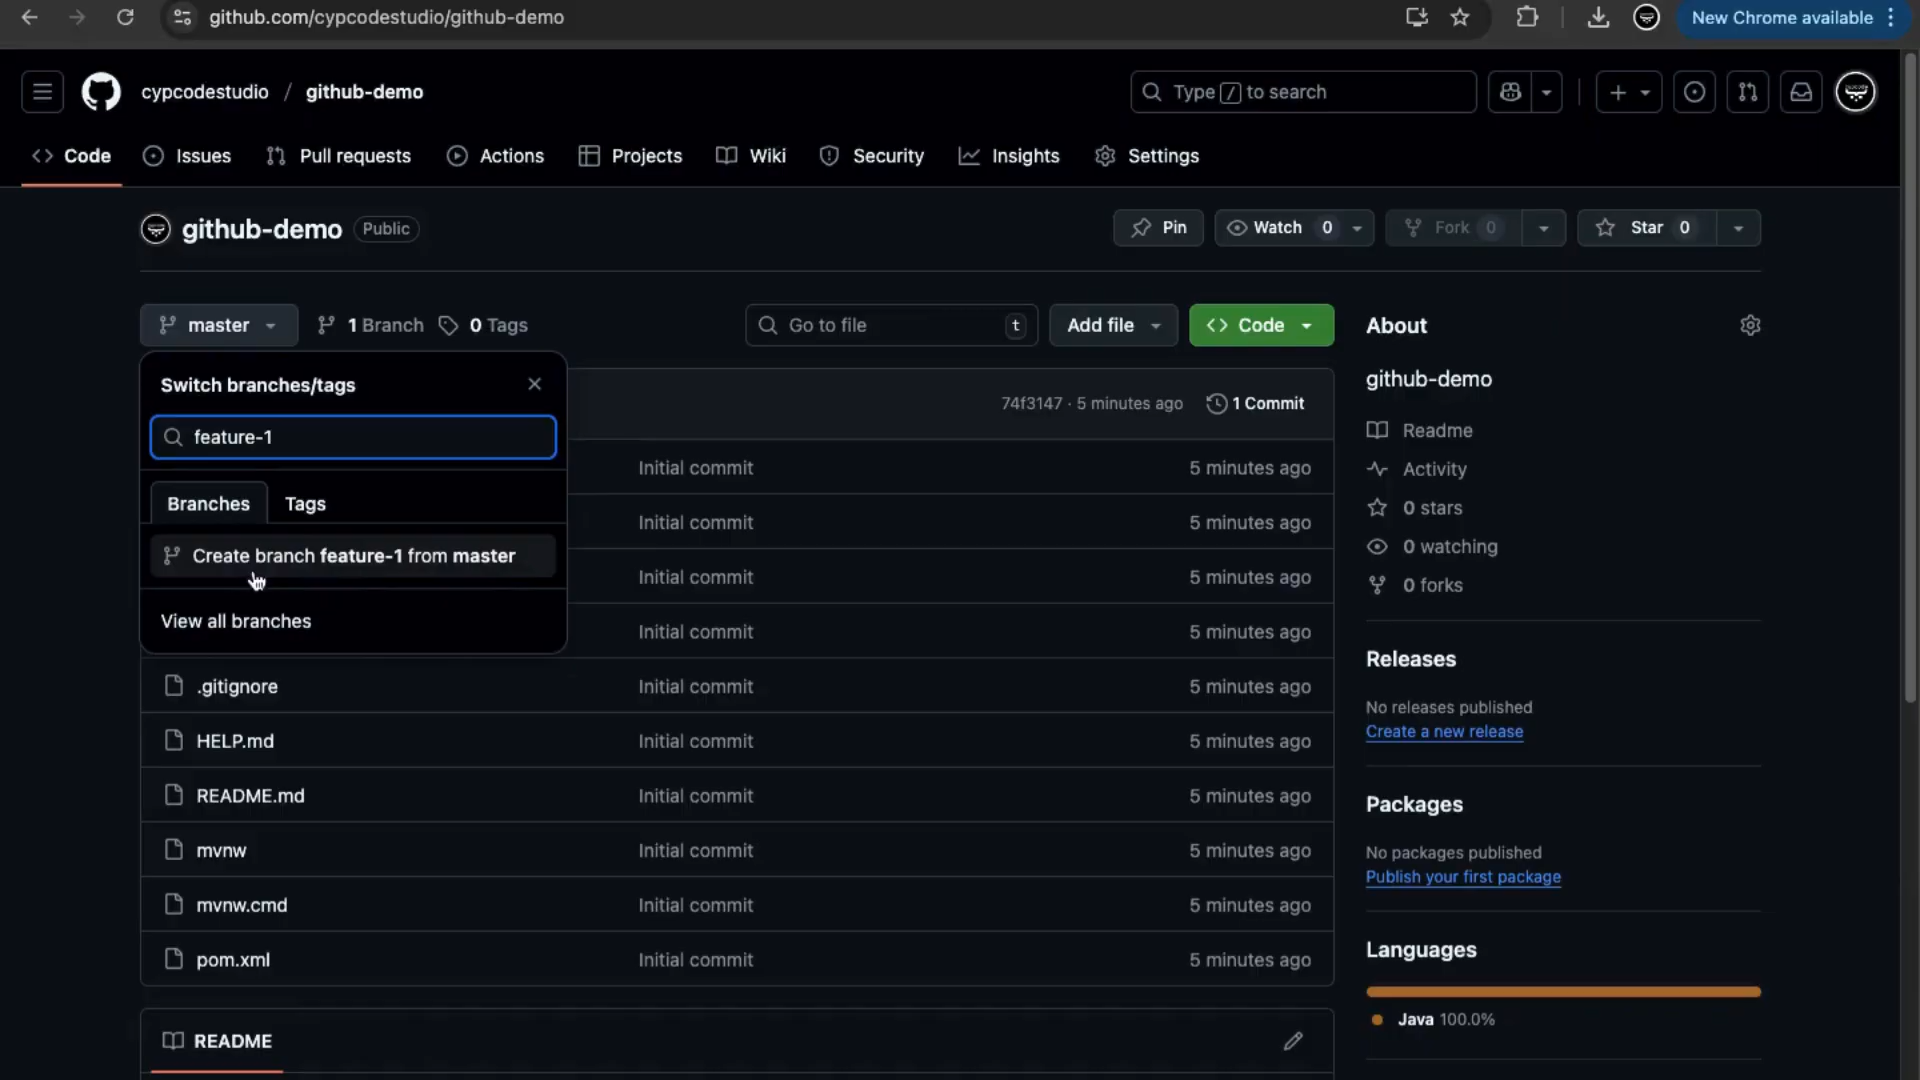 github.com/cypcodestudio/github-demo
New Chrome available
cypcodestudio / github-demo
Type / to search
Code Issues Pull requests Actions Projects Wiki Security Insights Settings
github-demo Public
Pin Watch 0 Fork 0 Star 0
master 1 Branch 0 Tags Go to file t Add file Code
About
github-demo
Switch branches/tags
74f3147 · 5 minutes ago 1 Commit
feature-1
Readme
Initial commit 5 minutes ago
Activity
Branches Tags
0 stars
Initial commit 5 minutes ago
0 watching
Create branch feature-1 from master
Initial commit 5 minutes ago
0 forks
View all branches
Initial commit 5 minutes ago
Releases
.gitignore Initial commit 5 minutes ago
No releases published
Create a new release
HELP.md Initial commit 5 minutes ago
README.md Initial commit 5 minutes ago
Packages
mvnw Initial commit 5 minutes ago
No packages published
Publish your first package
mvnw.cmd Initial commit 5 minutes ago
Languages
pom.xml Initial commit 5 minutes ago
Java 100.0%
README